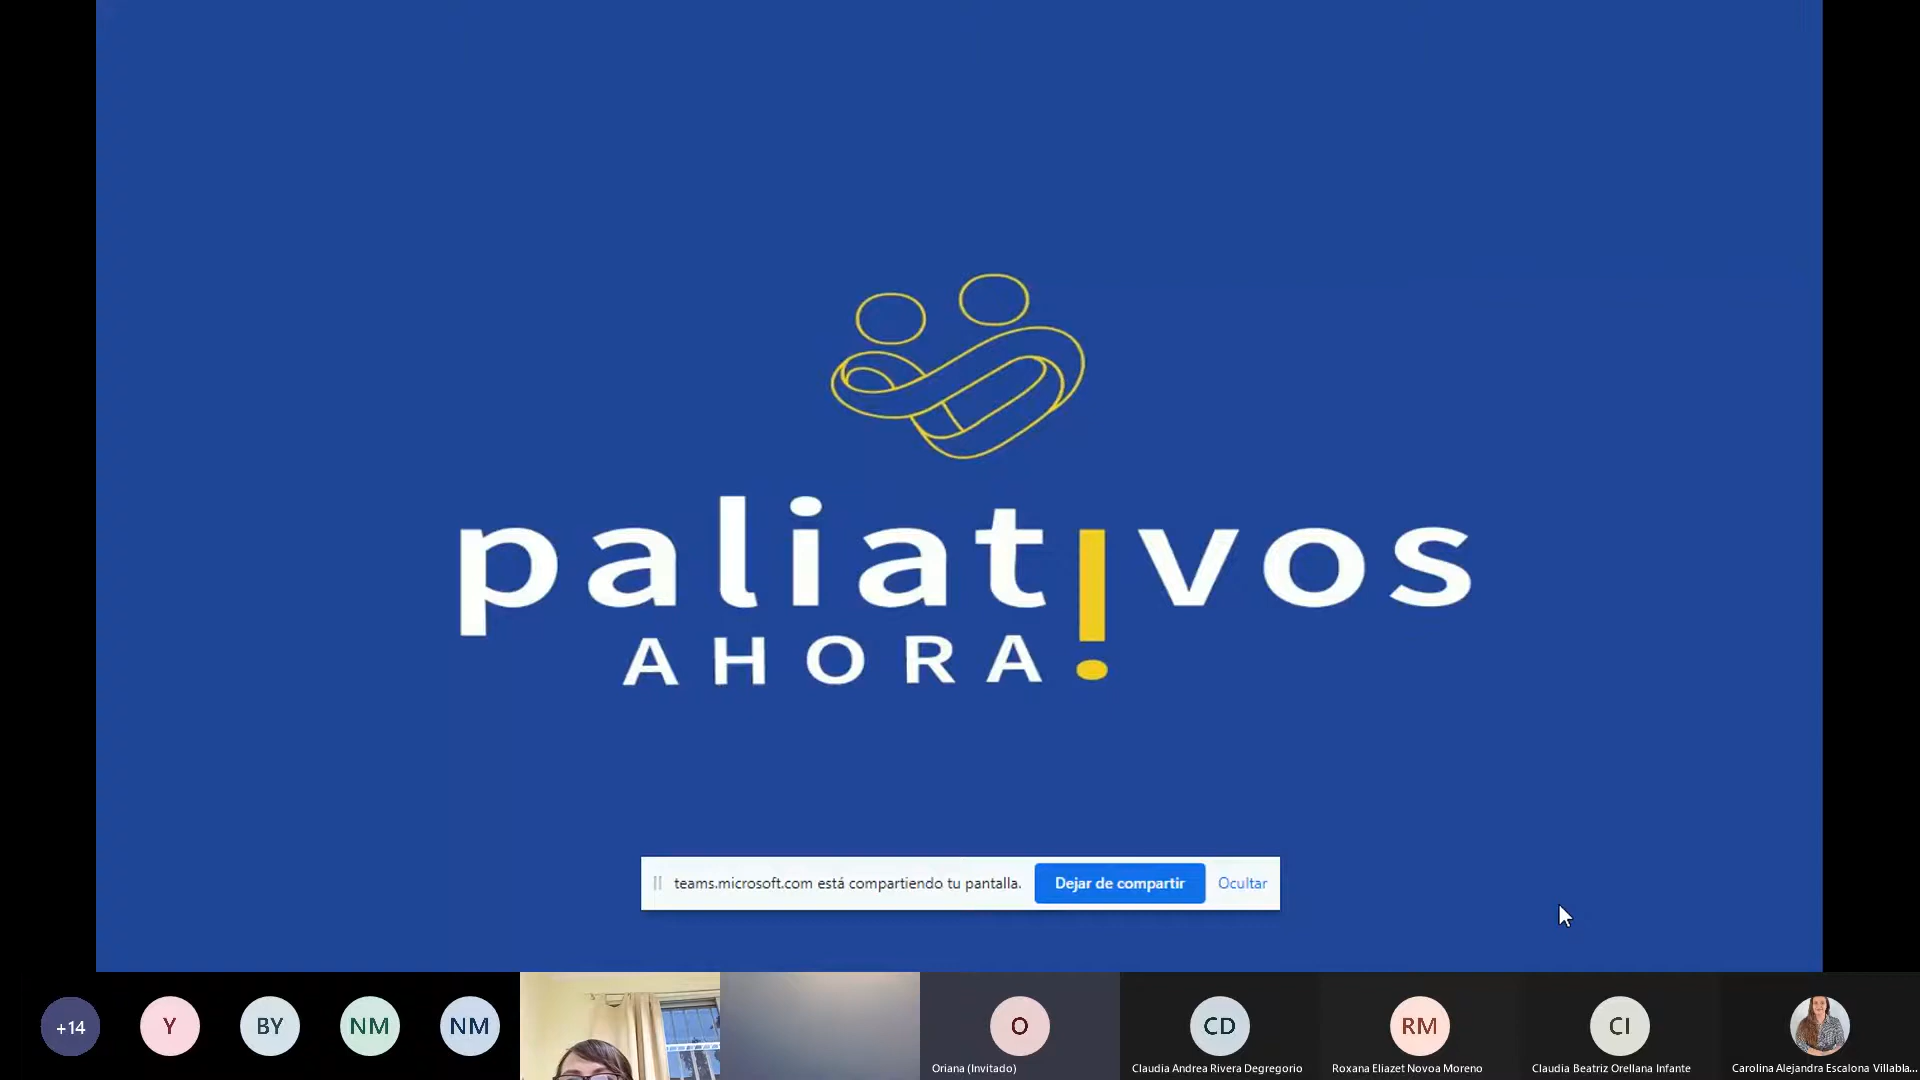 paliat!vos
AHORA
teams.microsoft.com está compartiendo tu pantalla.
Dejar de compartir
Ocultar
+14
Y
BY
NM
NM
O
CD
RM
CI
Oriana (Invitado)
Claudia Andrea Rivera Degregorio
Roxana Eliazet Novoa Moreno
Claudia Beatriz Orellana Infante
Carolina Alejandra Escalona Villabla...